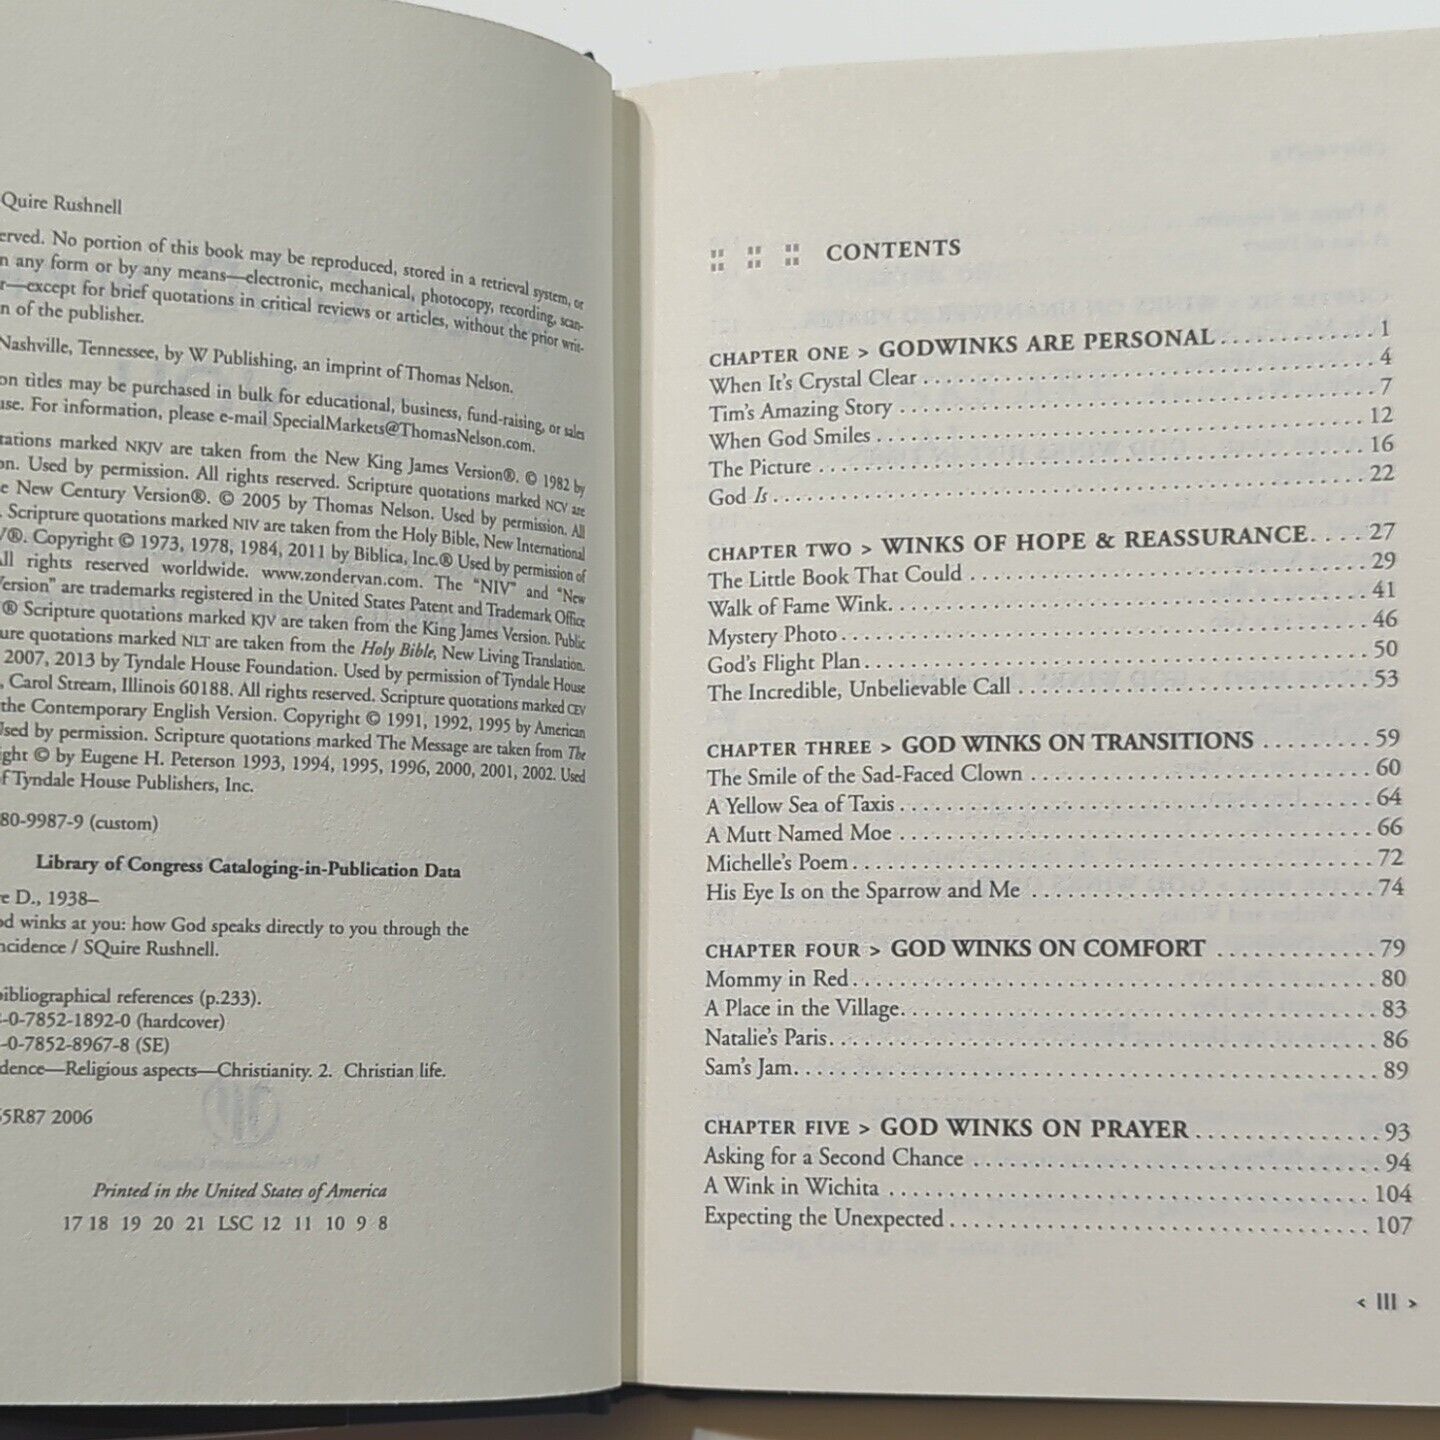 Quire Rushnell
erved. No portion of this book may be reproduced, stored in a retrieval system, or
n any form or by any means—electronic, mechanical, photocopy, recording, scan-
r—except for brief quotations in critical reviews or articles, without the prior writ-
n of the publisher.
Nashville, Tennessee, by W Publishing, an imprint of Thomas Nelson.
on titles may be purchased in bulk for educational, business, fund-raising, or sales
use. For information, please e-mail SpecialMarkets@ThomasNelson.com.
tations marked NKJV are taken from the New King James Version®. © 1982 by
on. Used by permission. All rights reserved. Scripture quotations marked NCV are
e New Century Version®. © 2005 by Thomas Nelson. Used by permission. All
. Scripture quotations marked NIV are taken from the Holy Bible, New International
V®. Copyright © 1973, 1978, 1984, 2011 by Biblica, Inc.® Used by permission of
All rights reserved worldwide. www.zondervan.com. The "NIV" and "New
Version" are trademarks registered in the United States Patent and Trademark Office
® Scripture quotations marked KJV are taken from the King James Version. Public
ure quotations marked NLT are taken from the Holy Bible, New Living Translation.
2007, 2013 by Tyndale House Foundation. Used by permission of Tyndale House
, Carol Stream, Illinois 60188. All rights reserved. Scripture quotations marked CEV
the Contemporary English Version. Copyright © 1991, 1992, 1995 by American
Used by permission. Scripture quotations marked The Message are taken from The
ight © by Eugene H. Peterson 1993, 1994, 1995, 1996, 2000, 2001, 2002. Used
of Tyndale House Publishers, Inc.
80-9987-9 (custom)
Library of Congress Cataloging-in-Publication Data
re D., 1938–
od winks at you: how God speaks directly to you through the
ncidence / SQuire Rushnell.
bibliographical references (p.233).
-0-7852-1892-0 (hardcover)
-0-7852-8967-8 (SE)
dence—Religious aspects—Christianity. 2. Christian life.
5R87 2006
Printed in the United States of America
17 18 19 20 21 LSC 12 11 10 9 8
CONTENTS
CHAPTER ONE > GODWINKS ARE PERSONAL . . . . . . . . . . . . 1
When It's Crystal Clear . . . . . . . . . . . . 4
Tim's Amazing Story . . . . . . . . . . . . 7
When God Smiles . . . . . . . . . . . . 12
The Picture . . . . . . . . . . . . 16
God Is . . . . . . . . . . . . 22
CHAPTER TWO > WINKS OF HOPE & REASSURANCE. . . . 27
The Little Book That Could . . . . . . . . . . . . 29
Walk of Fame Wink. . . . . . . . . . . . 41
Mystery Photo . . . . . . . . . . . . 46
God's Flight Plan . . . . . . . . . . . . 50
The Incredible, Unbelievable Call . . . . . . . . . . . . 53
CHAPTER THREE > GOD WINKS ON TRANSITIONS . . . . . . . . . 59
The Smile of the Sad-Faced Clown . . . . . . . . . . . . 60
A Yellow Sea of Taxis . . . . . . . . . . . . 64
A Mutt Named Moe . . . . . . . . . . . . 66
Michelle's Poem . . . . . . . . . . . . 72
His Eye Is on the Sparrow and Me . . . . . . . . . . . . 74
CHAPTER FOUR > GOD WINKS ON COMFORT . . . . . . . . . . . . 79
Mommy in Red . . . . . . . . . . . . 80
A Place in the Village. . . . . . . . . . . . 83
Natalie's Paris. . . . . . . . . . . . 86
Sam's Jam. . . . . . . . . . . . 89
CHAPTER FIVE > GOD WINKS ON PRAYER . . . . . . . . . . . . 93
Asking for a Second Chance . . . . . . . . . . . . 94
A Wink in Wichita . . . . . . . . . . . . 104
Expecting the Unexpected . . . . . . . . . . . . 107
< III >